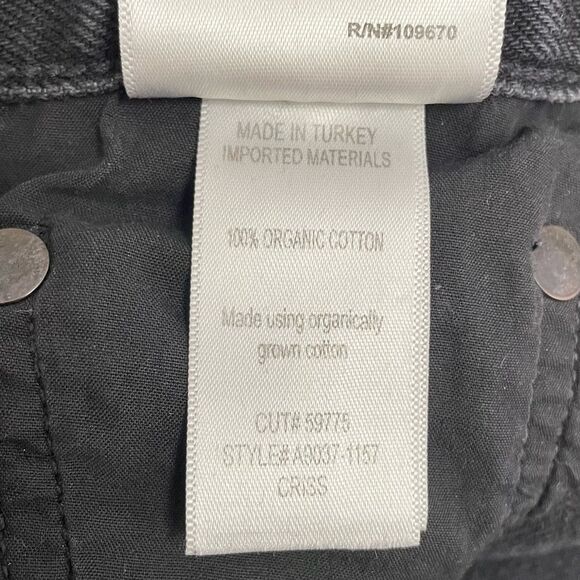 R/N#109670
MADE IN TURKEY
IMPORTED MATERIALS
100% ORGANIC COTTON
Made using organically
grown cotton
CUT# 59775
STYLE# A9037-1157
CRISS